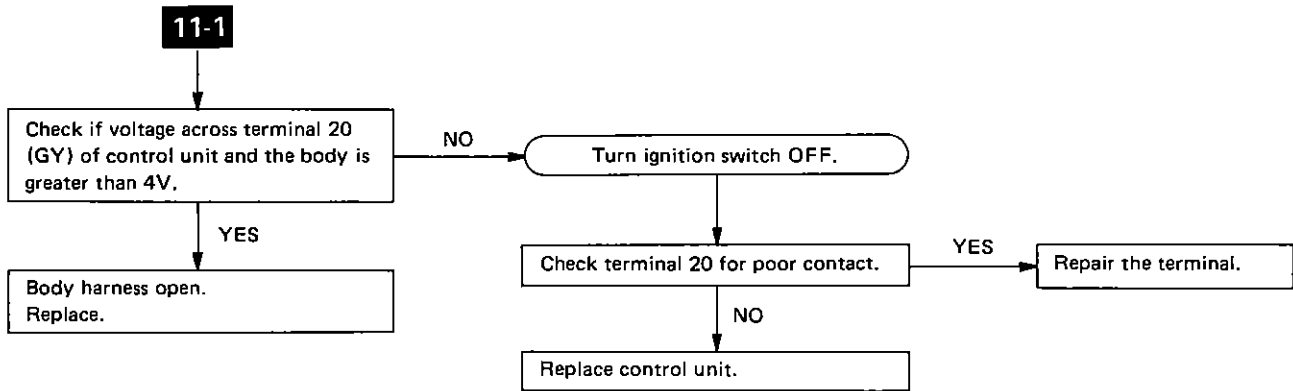 11-1
Check if voltage across terminal 20
(GY) of control unit and the body is
greater than 4V.
NO
Turn ignition switch OFF.
YES
Body harness open.
Replace.
Check terminal 20 for poor contact.
YES
Repair the terminal.
NO
Replace control unit.